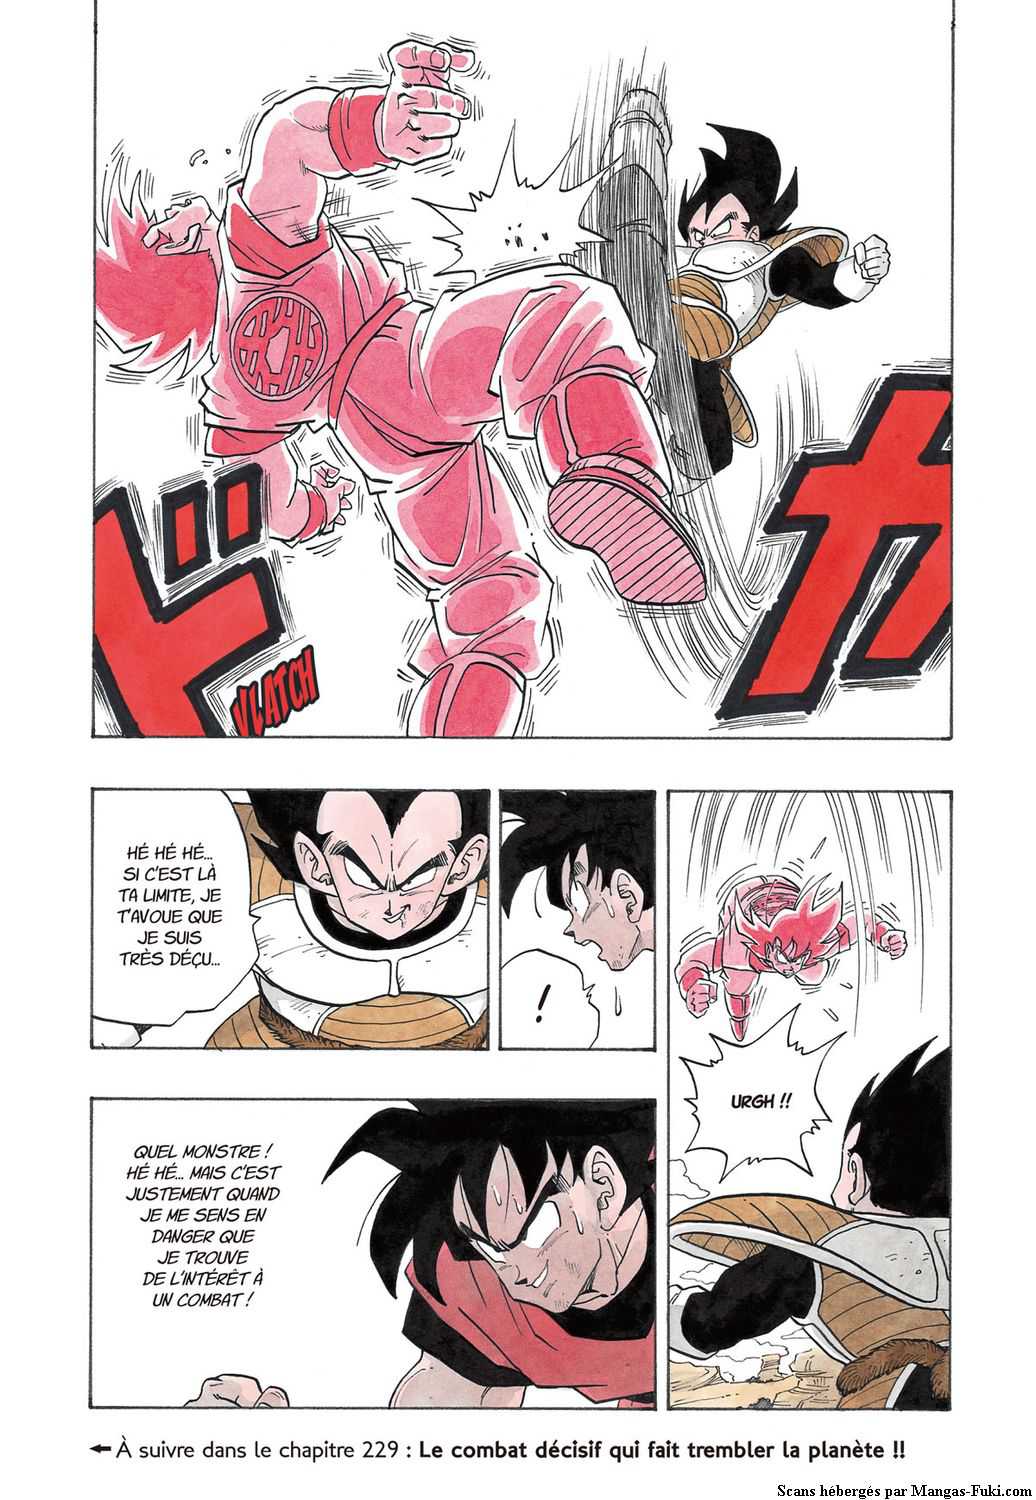 ドガ
VLATCH
URGH !!
!
HÉ HÉ HÉ...
SI C'EST LÀ
TA LIMITE, JE
T'AVOUE QUE
JE SUIS
TRÈS DÉÇU...
QUEL MONSTRE !
HÉ HÉ... MAIS C'EST
JUSTEMENT QUAND
JE ME SENS EN
DANGER QUE
JE TROUVE
DE L'INTÉRÊT À
UN COMBAT !
À suivre dans le chapitre 229 : Le combat décisif qui fait trembler la planète !!
Scans hébergés par Mangas-Fuki.com